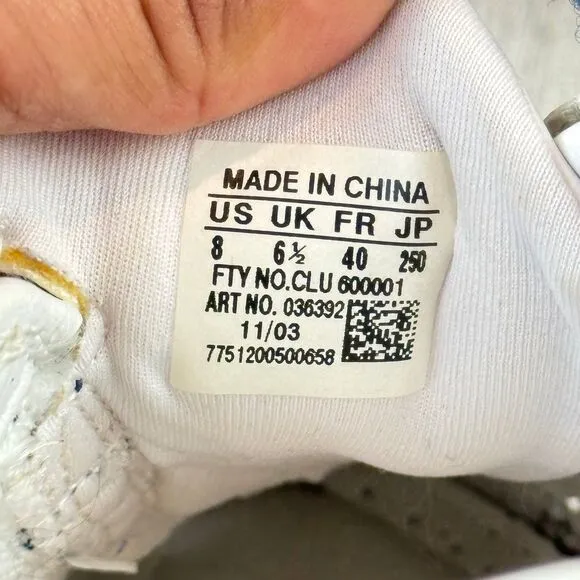 MADE IN CHINA
US UK FR JP
8 6½ 40 250
FTY NO.CLU 600001
ART NO. 036392
11/03
7751200500658